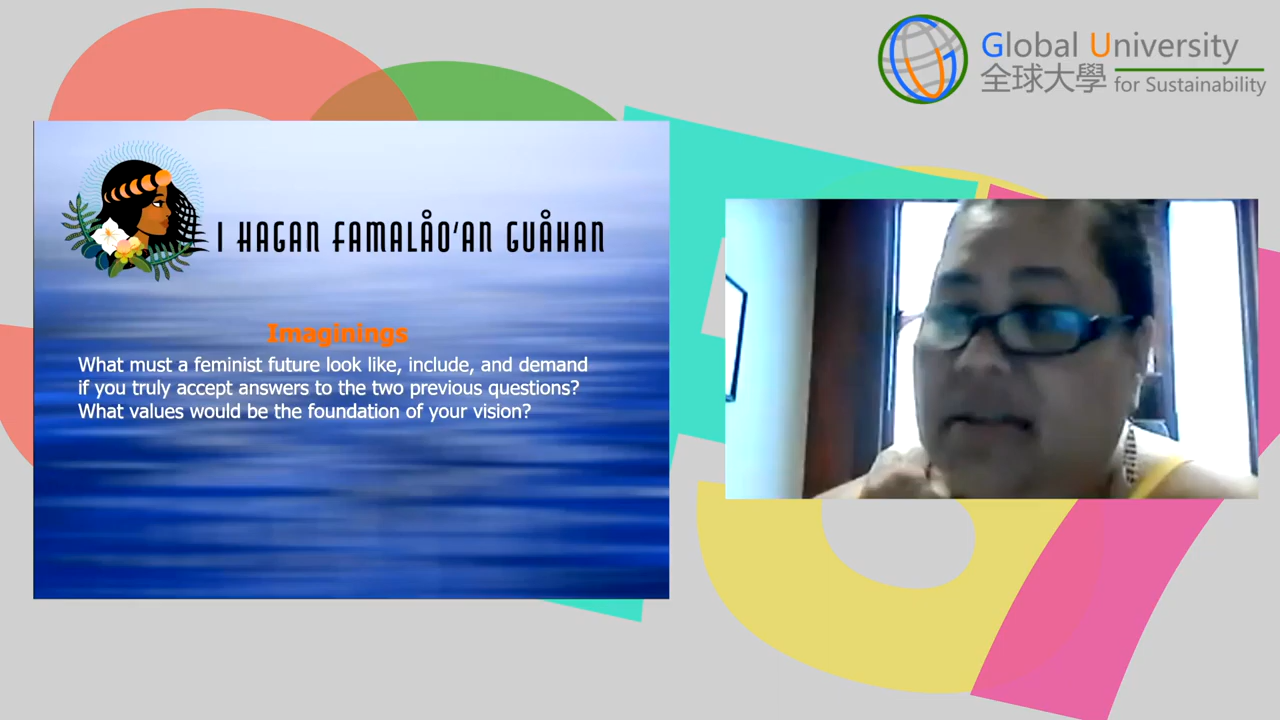 Global University
全球大學 for Sustainability
I HAGAN FAMALÅO'AN GUÅHAN
Imaginings
What must a feminist future look like, include, and demand
if you truly accept answers to the two previous questions?
What values would be the foundation of your vision?